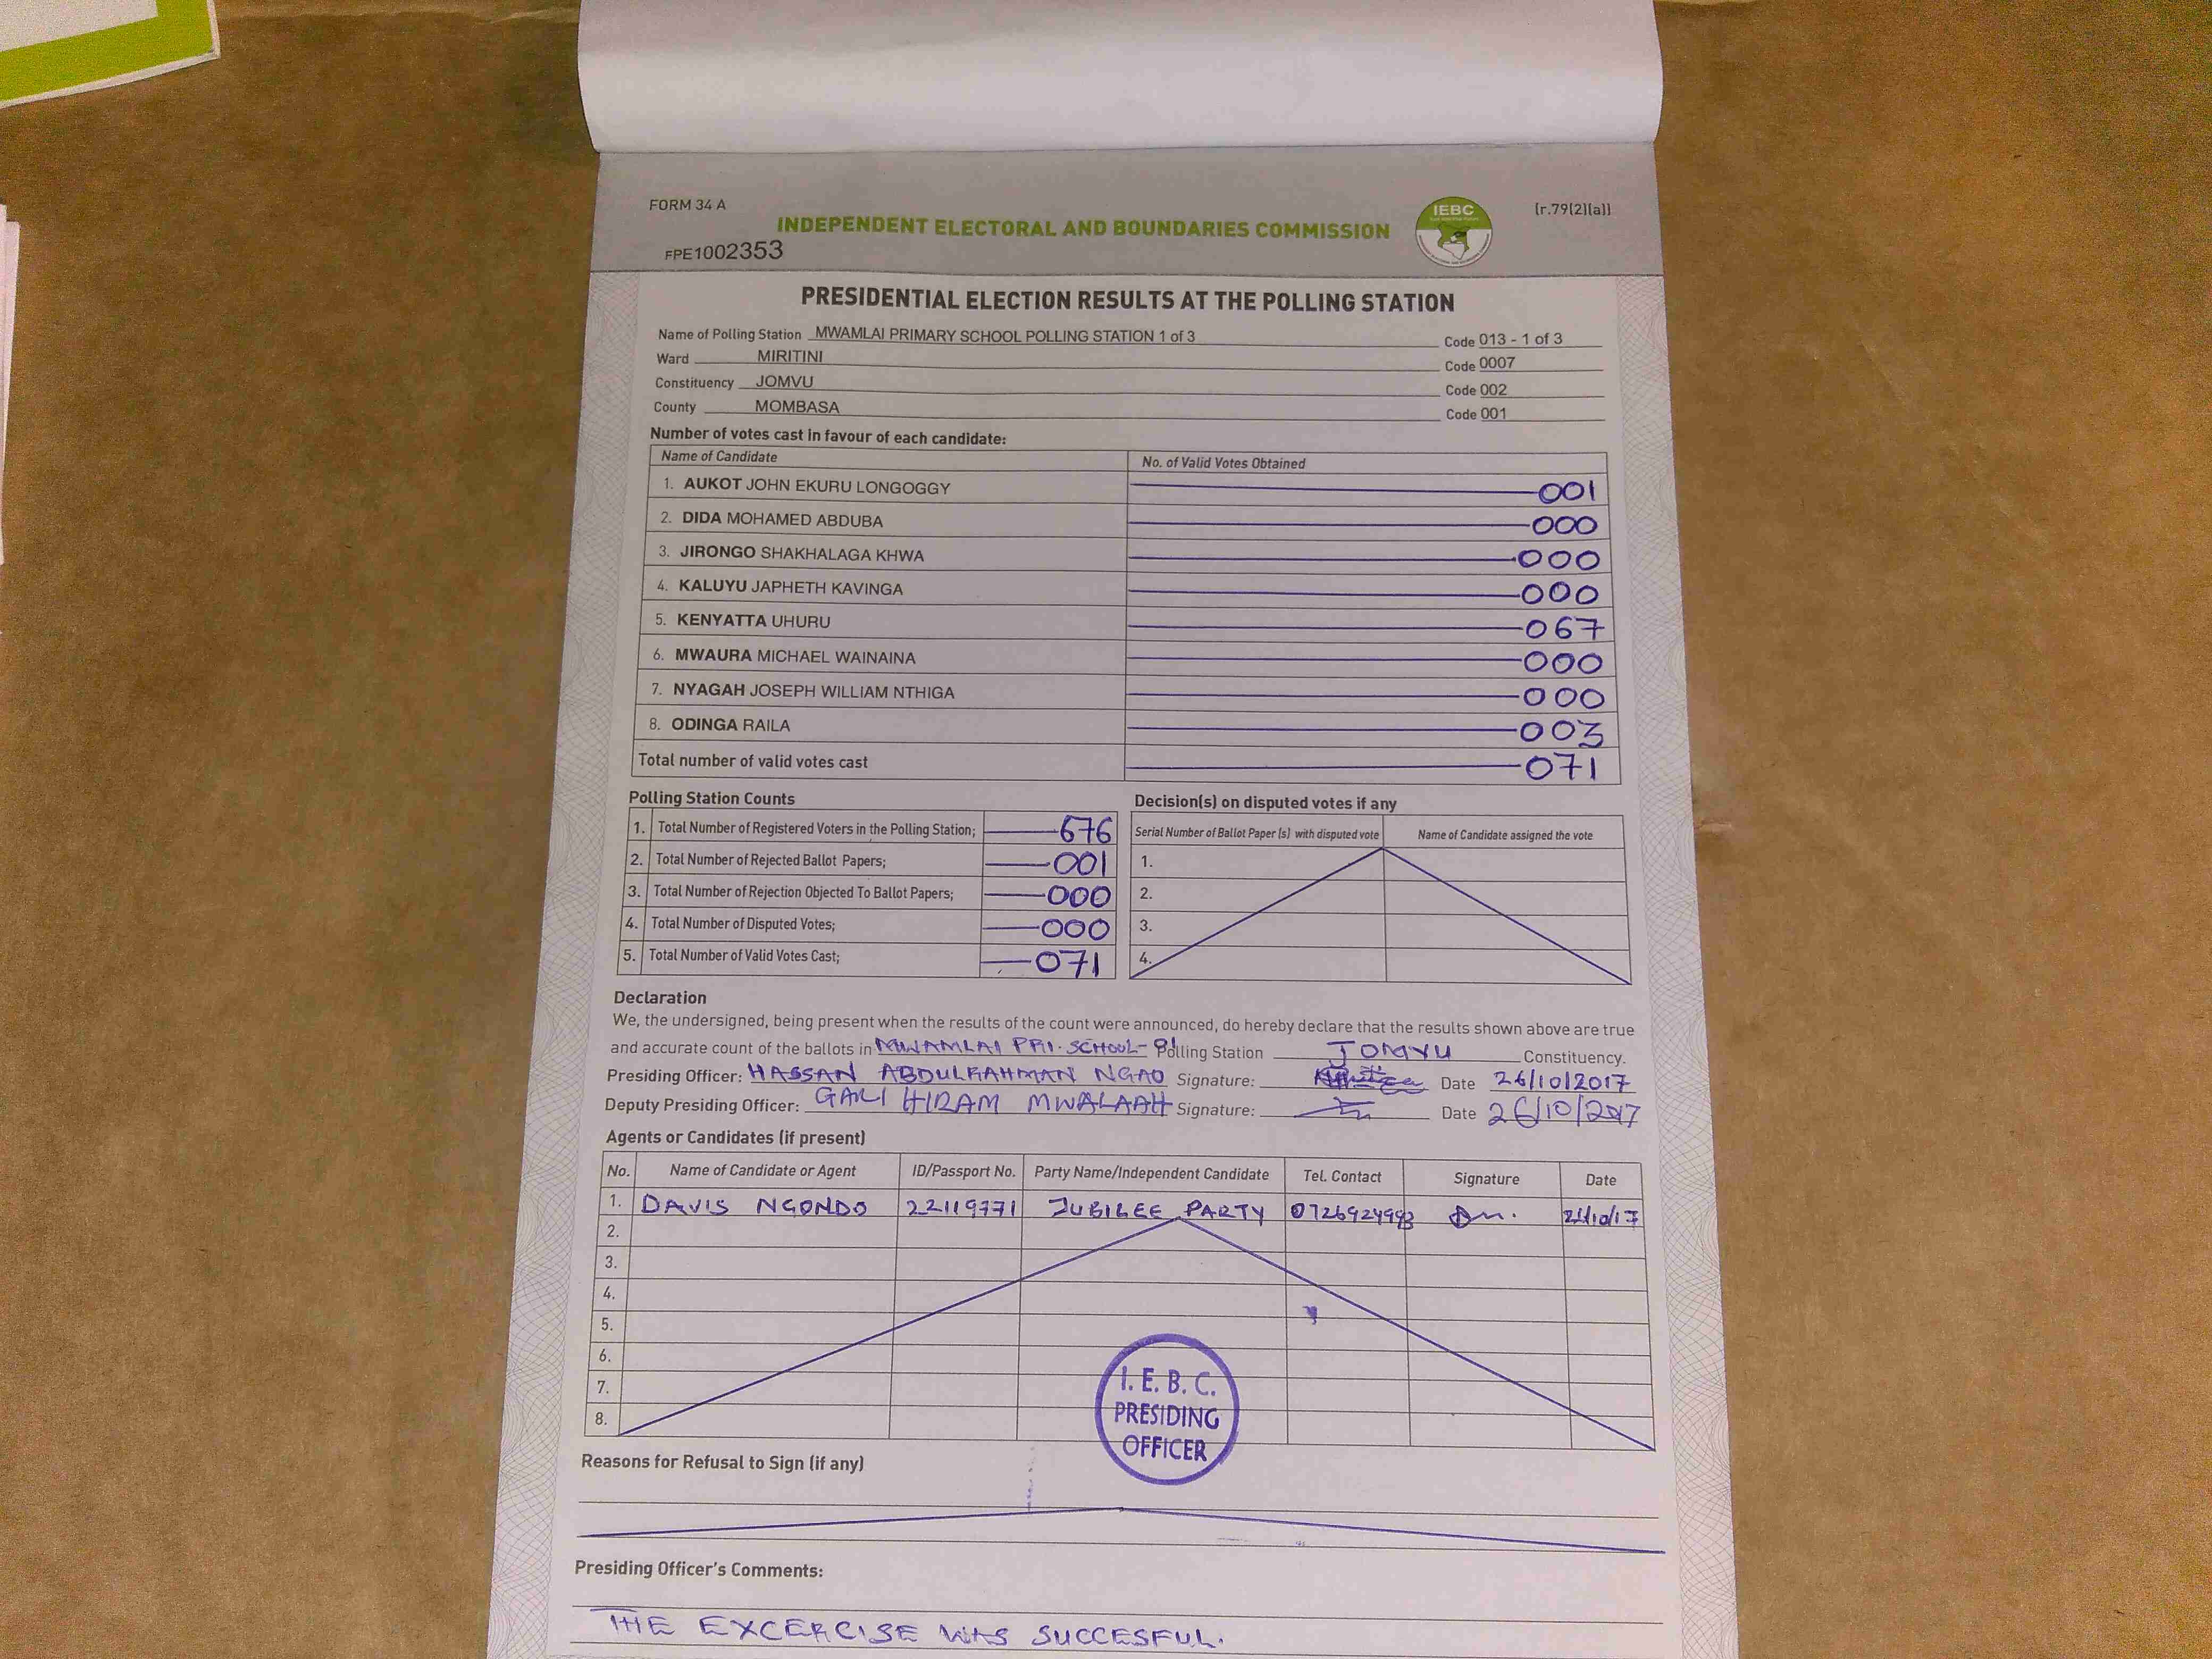 FORM 34 A
INDEPENDENT ELECTORAL AND BOUNDARIES COMMISSION
IEBC
(r.79(2)(a))
FPE1002353
PRESIDENTIAL ELECTION RESULTS AT THE POLLING STATION
Name of Polling Station MWAMLAI PRIMARY SCHOOL POLLING STATION 1 of 3 Code 013 - 1 of 3
Ward MIRITINI Code 0007
Constituency JOMVU Code 002
County MOMBASA Code 001
Number of votes cast in favour of each candidate:
Name of Candidate No. of Valid Votes Obtained
1. AUKOT JOHN EKURU LONGOGGY 001
2. DIDA MOHAMED ABDUBA 000
3. JIRONGO SHAKHALAGA KHWA 000
4. KALUYU JAPHETH KAVINGA 000
5. KENYATTA UHURU 067
6. MWAURA MICHAEL WAINAINA 000
7. NYAGAH JOSEPH WILLIAM NTHIGA 000
8. ODINGA RAILA 003
Total number of valid votes cast 071
Polling Station Counts
1. Total Number of Registered Voters in the Polling Station; 676
2. Total Number of Rejected Ballot Papers; 001
3. Total Number of Rejection Objected To Ballot Papers; 000
4. Total Number of Disputed Votes; 000
5. Total Number of Valid Votes Cast; 071
Decision(s) on disputed votes if any
Serial Number of Ballot Paper (s) with disputed vote Name of Candidate assigned the vote
1.
2.
3.
4.
Declaration
We, the undersigned, being present when the results of the count were announced, do hereby declare that the results shown above are true
and accurate count of the ballots in MWAMLAI PRI. SCHOOL- Polling Station JOMVU Constituency.
Presiding Officer: HASSAN ABDULRAHMAN NGAO Signature: Date 26/10/2017
Deputy Presiding Officer: HIRAM MWALAAH Signature: Date 26/10/2017
Agents or Candidates (if present)
No. Name of Candidate or Agent ID/Passport No. Party Name/Independent Candidate Tel. Contact Signature Date
1. DAVIS NGONDO 22119771 JUBILEE PARTY
2.
3.
4.
5.
6.
7.
8.
I. E. B. C.
PRESIDING
OFFICER
Reasons for Refusal to Sign (if any)
Presiding Officer's Comments:
THE EXCERCISE WAS SUCCESFUL.